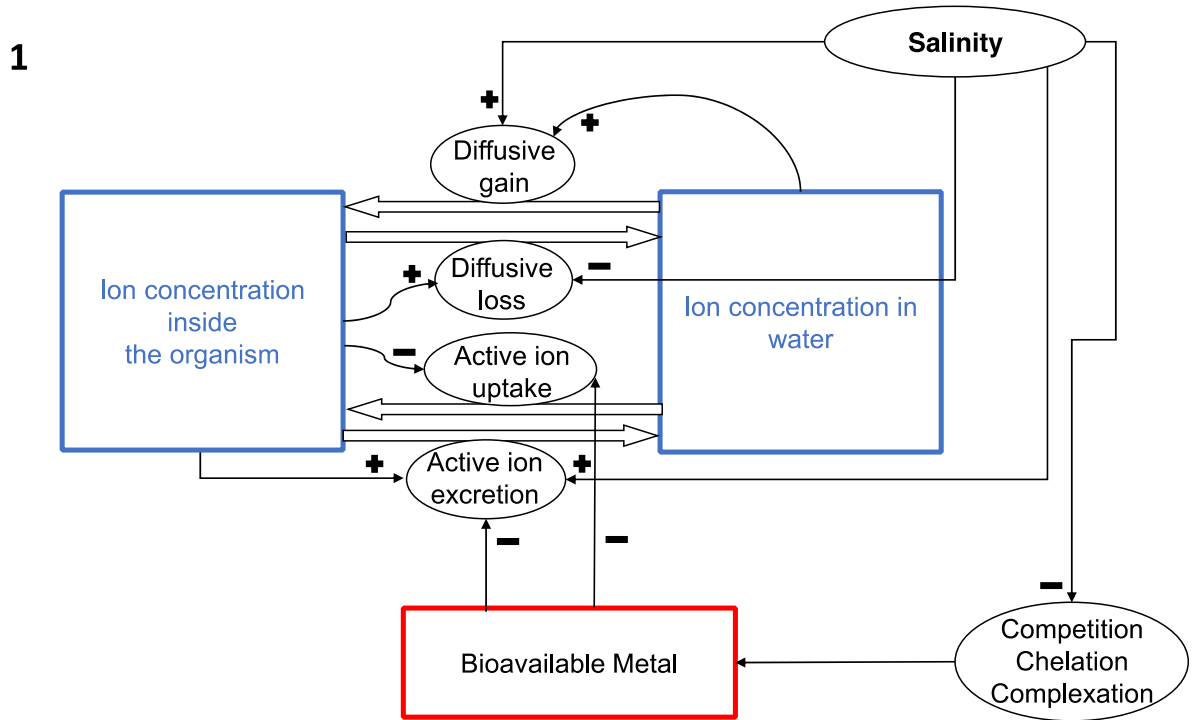 1
Salinity
+
+
Diffusive
gain
Ion concentration
inside
the organism
+
Diffusive
loss
−
Ion concentration in
water
−
Active ion
uptake
+
Active ion
excretion
+
−
−
−
Bioavailable Metal
Competition
Chelation
Complexation